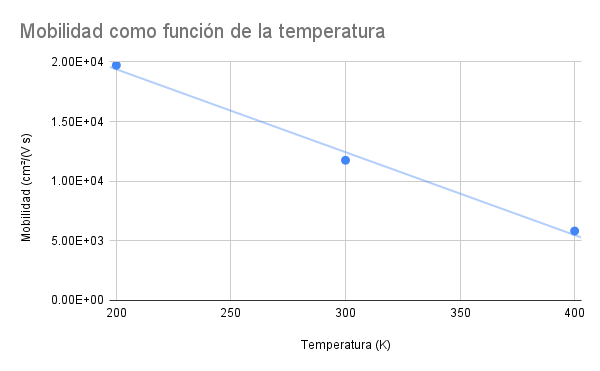 Mobilidad como función de la temperatura
2.00E+04
1.50E+04
1.00E+04
5.00E+03
0.00E+00
Mobilidad (cm²/(V s)
200
250
300
350
400
Temperatura (K)